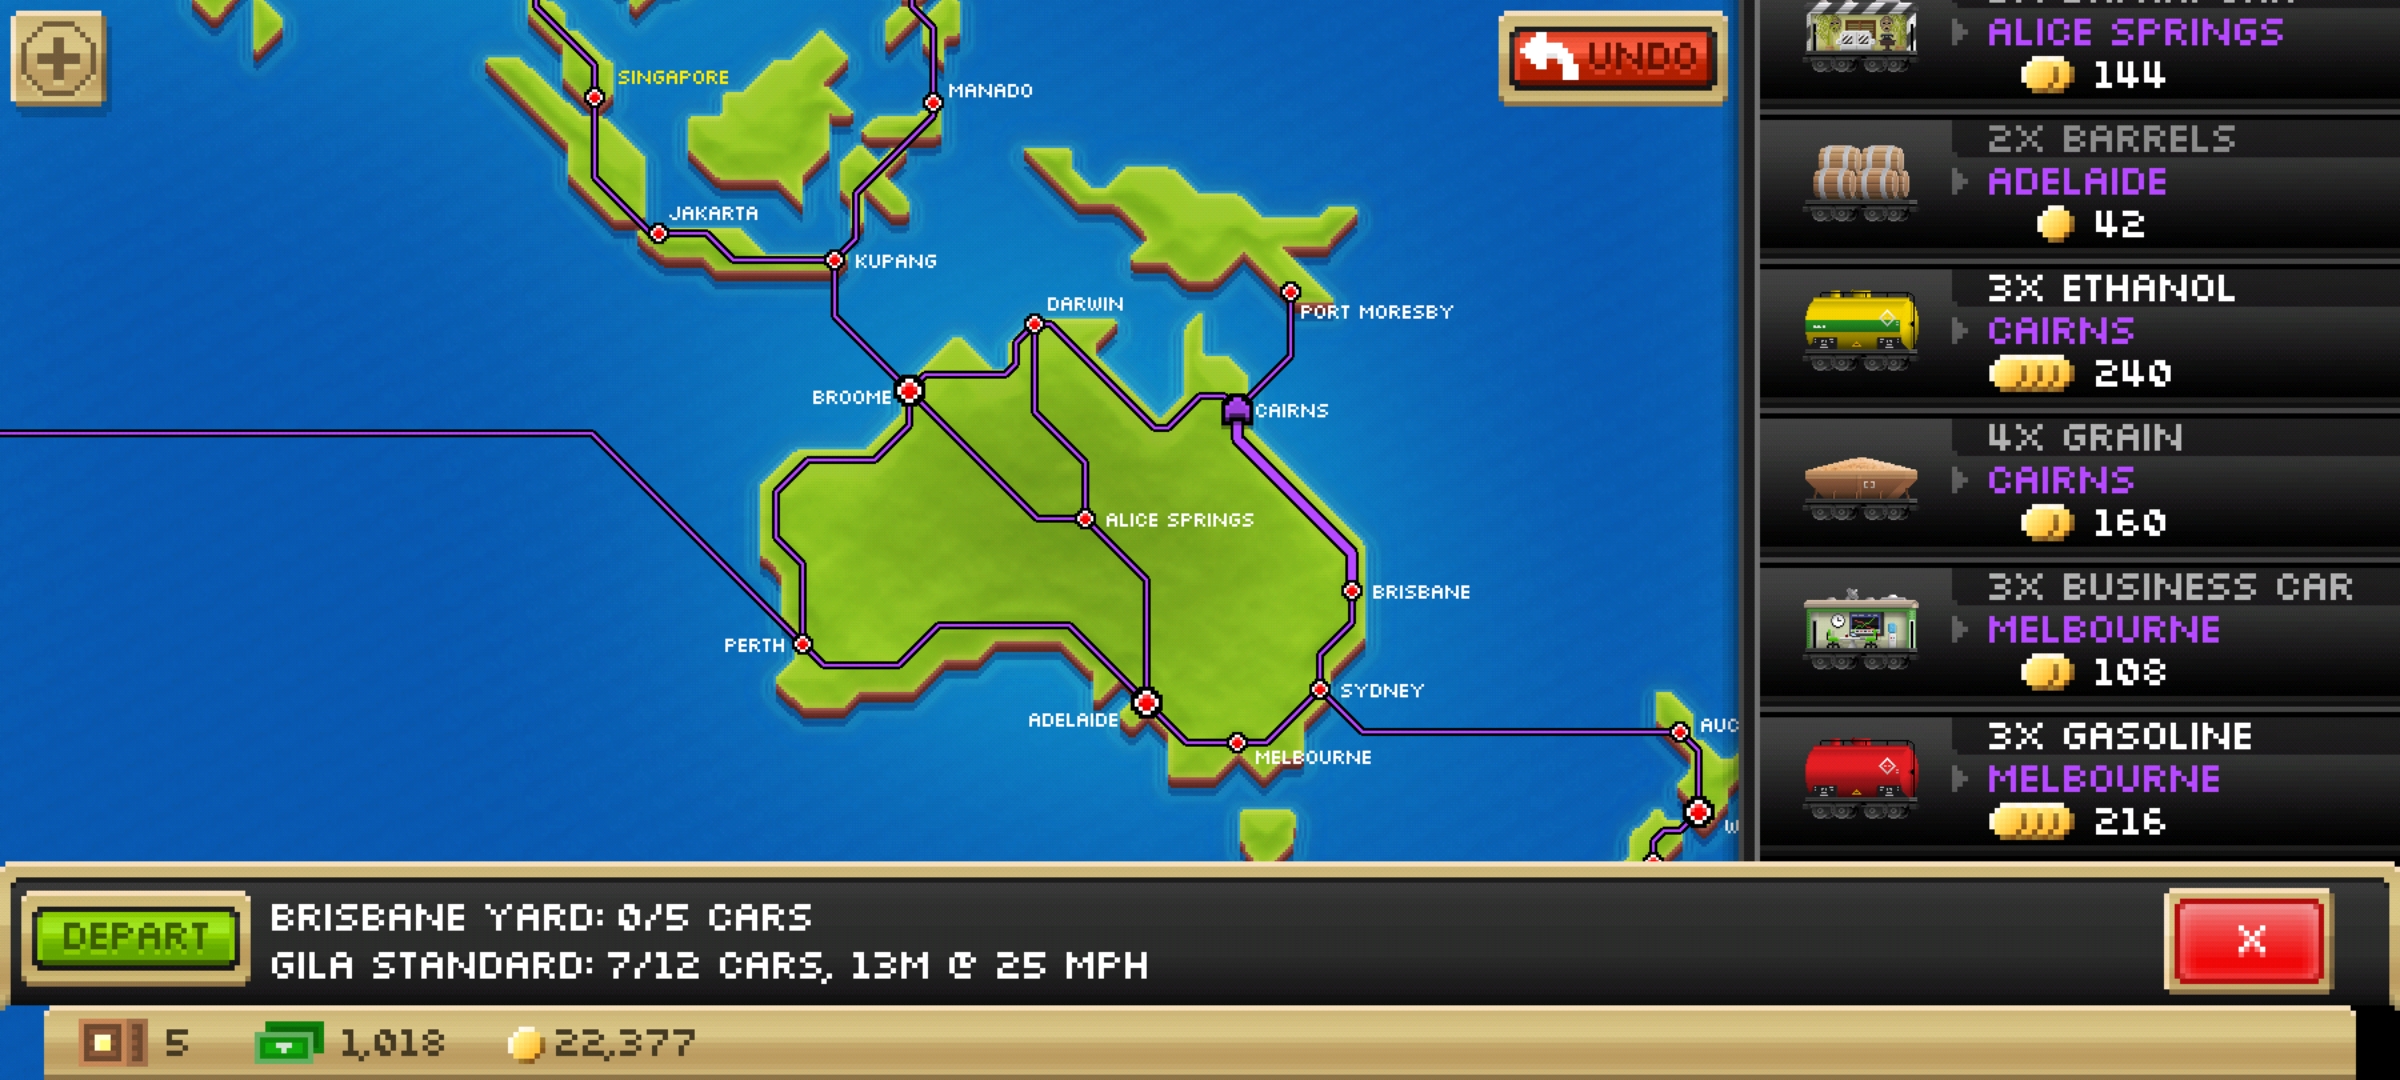 SINGAPORE
MANADO
JAKARTA
KUPANG
DARWIN
PORT MORESBY
BROOME
CAIRNS
ALICE SPRINGS
BRISBANE
PERTH
SYDNEY
ADELAIDE
AUC
MELBOURNE
W
UNDO
ALICE SPRINGS
144
2X BARRELS
ADELAIDE
42
3X ETHANOL
CAIRNS
240
4X GRAIN
CAIRNS
160
3X BUSINESS CAR
MELBOURNE
108
3X GASOLINE
MELBOURNE
216
DEPART
BRISBANE YARD: 0/5 CARS
GILA STANDARD: 7/12 CARS, 13M @ 25 MPH
X
5
1,018
22,377